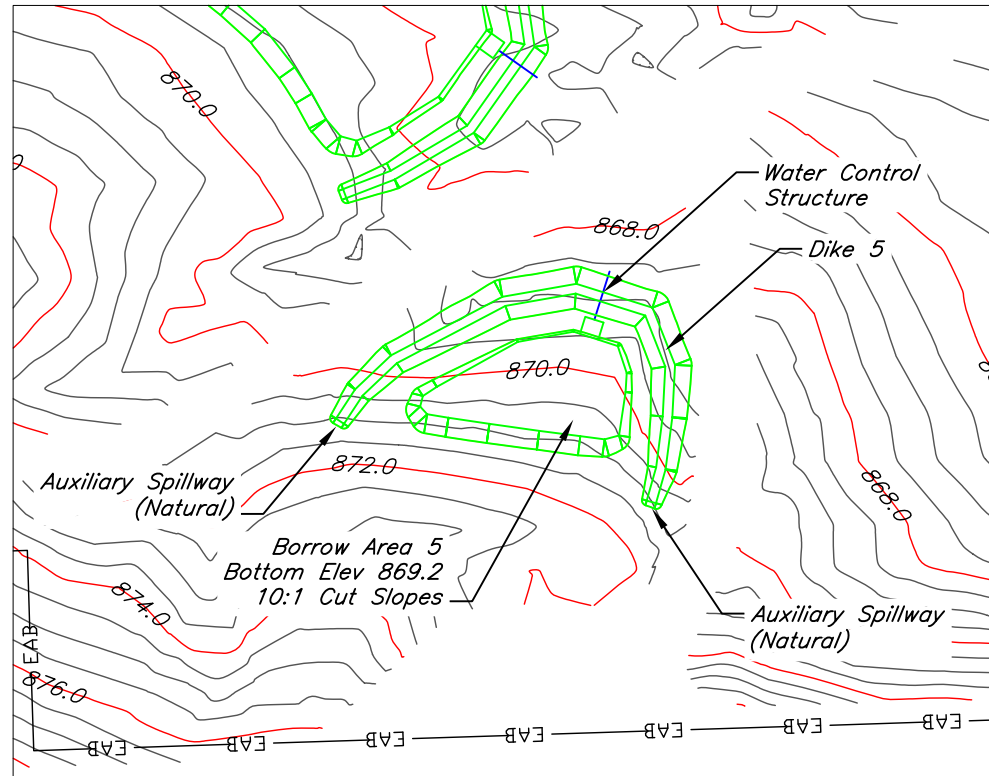 870.0
Water Control
Structure
868.0
Dike 5
870.0
872.0
868.0
Auxiliary Spillway
(Natural)
Borrow Area 5
Bottom Elev 869.2
10:1 Cut Slopes
874.0
Auxiliary Spillway
(Natural)
EAB
876.0
EAB
EAB
EAB
EAB
EAB
EAB
EAB